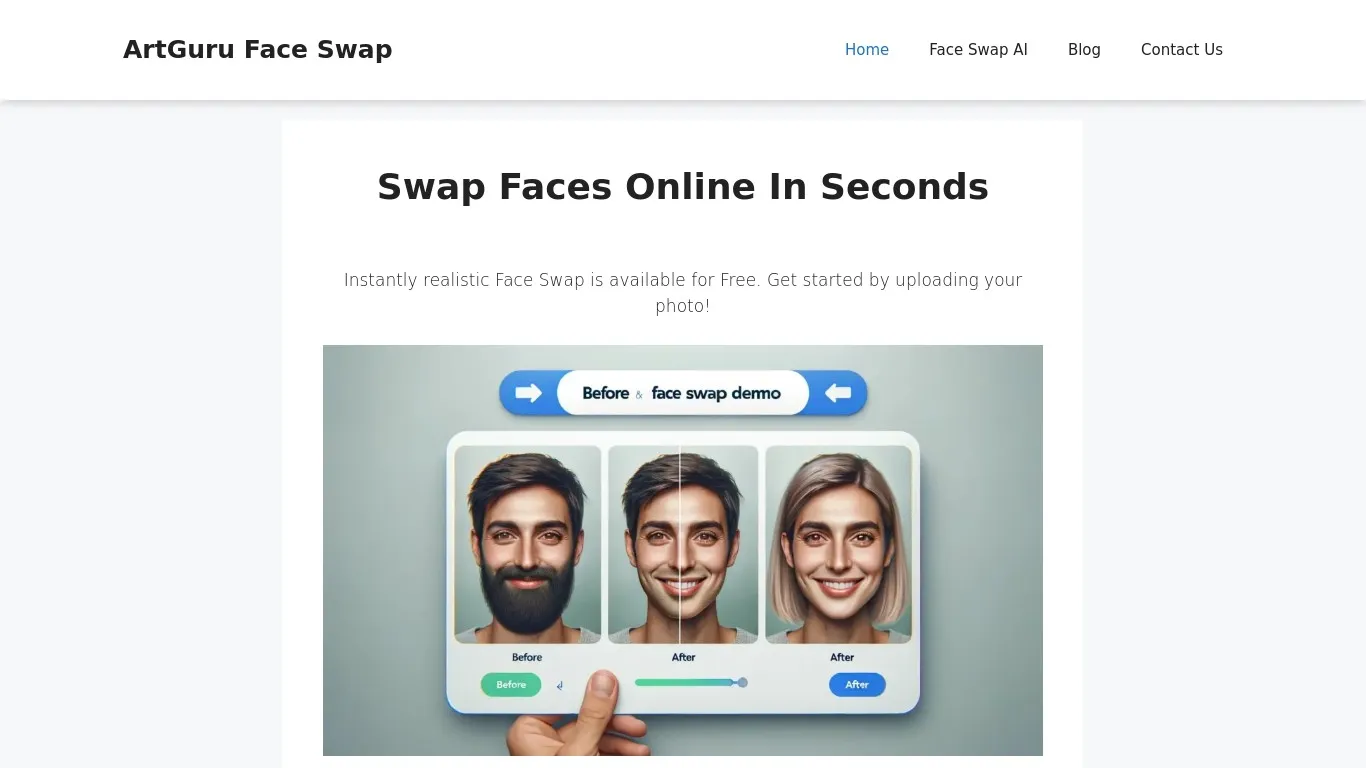 ArtGuru Face Swap
Home
Face Swap AI
Blog
Contact Us
Swap Faces Online In Seconds
Instantly realistic Face Swap is available for Free. Get started by uploading your
photo!
Before & face swap demo
Before
After
After
Before
After